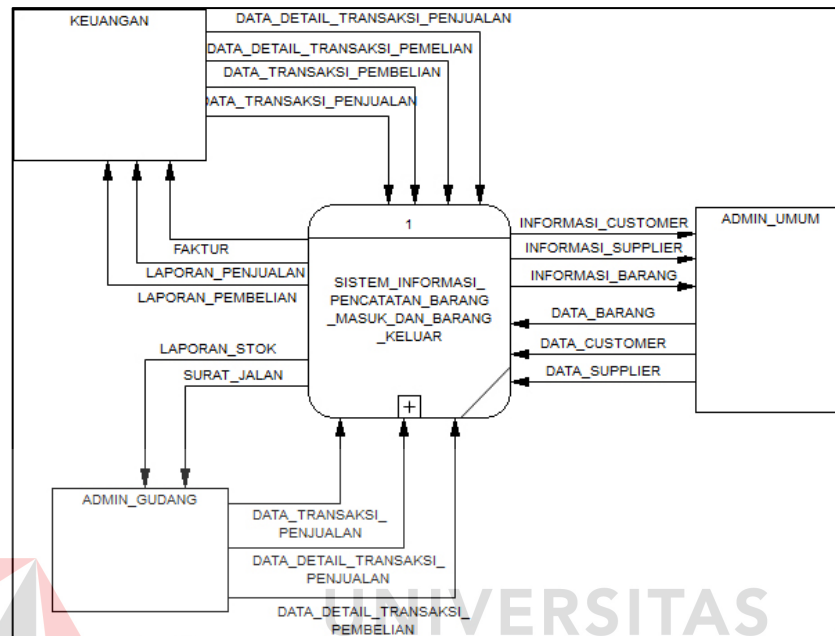 KEUANGAN
DATA_DETAIL_TRANSAKSI_PENJUALAN
DATA_DETAIL_TRANSAKSI_PEMELIAN
DATA_TRANSAKSI_PEMBELIAN
DATA_TRANSAKSI_PENJUALAN
FAKTUR
LAPORAN_PENJUALAN
LAPORAN_PEMBELIAN
1
SISTEM_INFORMASI_
PENCATATAN_BARANG
_MASUK_DAN_BARANG
_KELUAR
ADMIN_UMUM
INFORMASI_CUSTOMER
INFORMASI_SUPPLIER
INFORMASI_BARANG
DATA_BARANG
DATA_CUSTOMER
DATA_SUPPLIER
LAPORAN_STOK
SURAT_JALAN
ADMIN_GUDANG
DATA_TRANSAKSI_
PENJUALAN
DATA_DETAIL_TRANSAKSI_
PENJUALAN
DATA_DETAIL_TRANSAKSI_
PEMBELIAN
UNIVERSITAS